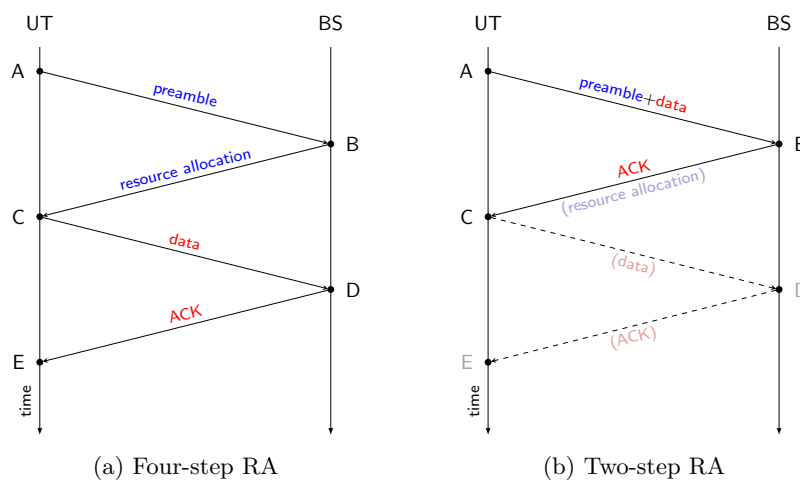 UT BS
A
preamble
B
resource allocation
C
data
D
ACK
E
time
(a) Four-step RA
UT BS
A
preamble+data
ACK
(resource allocation)
C
(data)
(ACK)
E
time
(b) Two-step RA